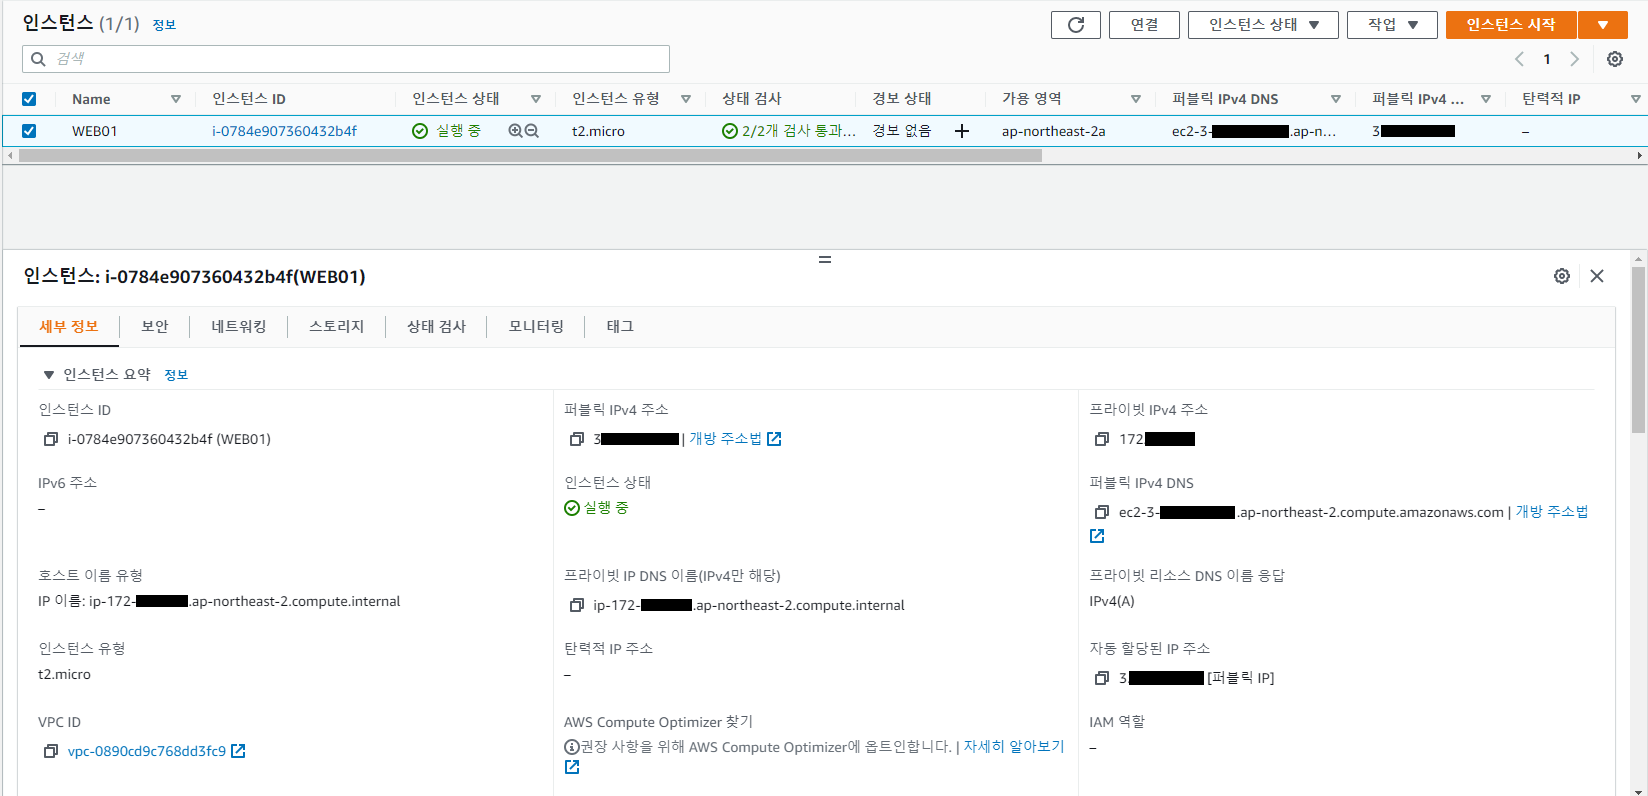 인스턴스 (1/1) 정보
연결 인스턴스 상태 작업 인스턴스 시작
검색
1
Name 인스턴스 ID 인스턴스 상태 인스턴스 유형 상태 검사 경보 상태 가용 영역 퍼블릭 IPv4 DNS 퍼블릭 IPv4 ... 탄력적 IP
WEB01 i-0784e907360432b4f 실행 중 t2.micro 2/2개 검사 통과... 경보 없음 + ap-northeast-2a ec2-3- .ap-n... 3 –
인스턴스: i-0784e907360432b4f(WEB01)
세부 정보 보안 네트워킹 스토리지 상태 검사 모니터링 태그
인스턴스 요약 정보
인스턴스 ID
i-0784e907360432b4f (WEB01)
퍼블릭 IPv4 주소
3 | 개방 주소법
프라이빗 IPv4 주소
172
IPv6 주소
–
인스턴스 상태
실행 중
퍼블릭 IPv4 DNS
ec2-3- .ap-northeast-2.compute.amazonaws.com | 개방 주소법
호스트 이름 유형
IP 이름: ip-172- .ap-northeast-2.compute.internal
프라이빗 IP DNS 이름(IPv4만 해당)
ip-172- .ap-northeast-2.compute.internal
프라이빗 리소스 DNS 이름 응답
IPv4(A)
인스턴스 유형
t2.micro
탄력적 IP 주소
–
자동 할당된 IP 주소
3 [퍼블릭 IP]
VPC ID
vpc-0890cd9c768dd3fc9
AWS Compute Optimizer 찾기
권장 사항을 위해 AWS Compute Optimizer에 옵트인합니다. | 자세히 알아보기
IAM 역할
–